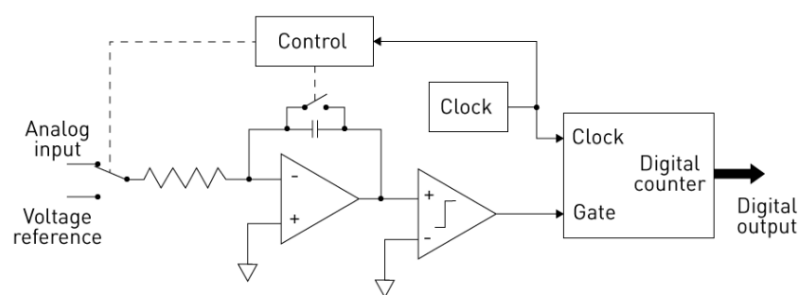 Control
Clock
Analog
input
Clock
Digital
counter
Voltage
reference
Gate
Digital
output
-
+
+
-